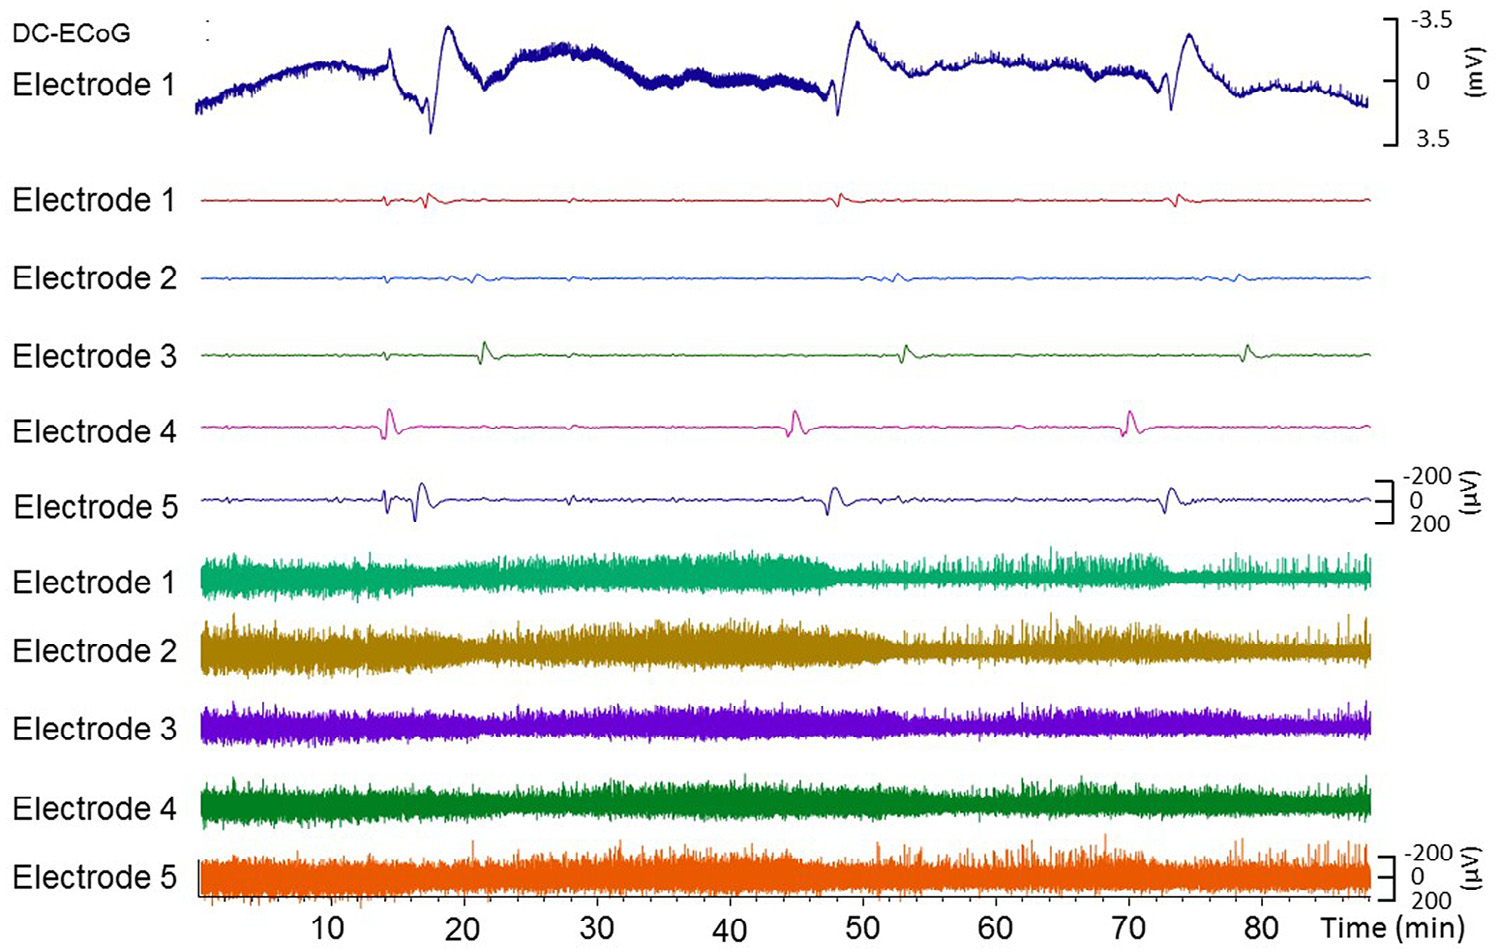 DC-ECoG
Electrode 1
-3.5
0
3.5
(mV)
Electrode 1
Electrode 2
Electrode 3
Electrode 4
Electrode 5
-200
0
200
(µV)
Electrode 1
Electrode 2
Electrode 3
Electrode 4
Electrode 5
-200
0
200
(µV)
10 20 30 40 50 60 70 80 Time (min)